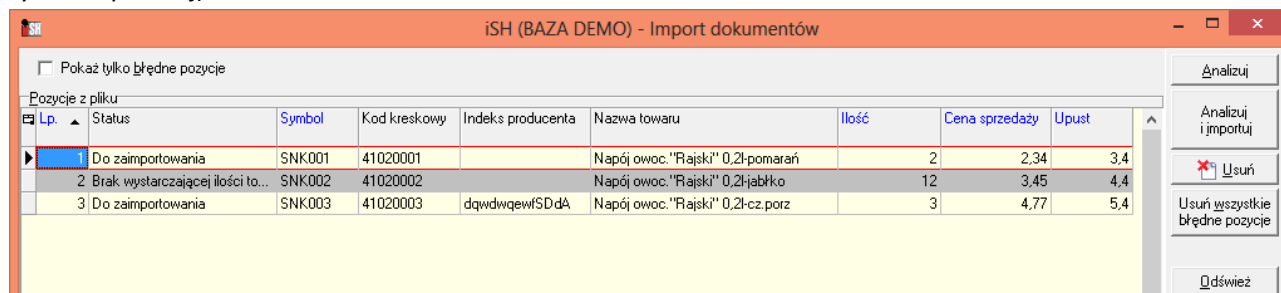 iSH
iSH (BAZA DEMO) - Import dokumentów
Pokaż tylko błędne pozycje
Analizuj
Pozycje z pliku
Lp. Status Symbol Kod kreskowy Indeks producenta Nazwa towaru Ilość Cena sprzedaży Upust
Analizuj
i importuj
1 Do zaimportowania SNK001 41020001 Napój owoc."Rajski" 0,2l-pomarań 2 2,34 3,4
Usuń
2 Brak wystarczającej ilości to... SNK002 41020002 Napój owoc."Rajski" 0,2l-jabłko 12 3,45 4,4
3 Do zaimportowania SNK003 41020003 dqwdwqewfSDdA Napój owoc."Rajski" 0,2l-cz.porz 3 4,77 5,4
Usuń wszystkie
błędne pozycje
Odśwież